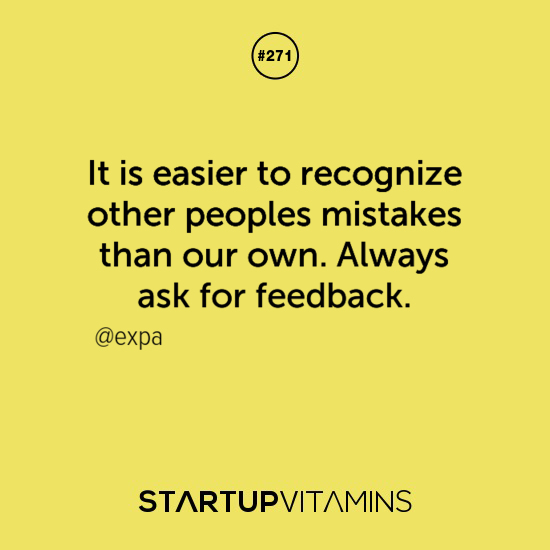 #271
It is easier to recognize
other peoples mistakes
than our own. Always
ask for feedback.
@expa
STARTUPVITAMINS